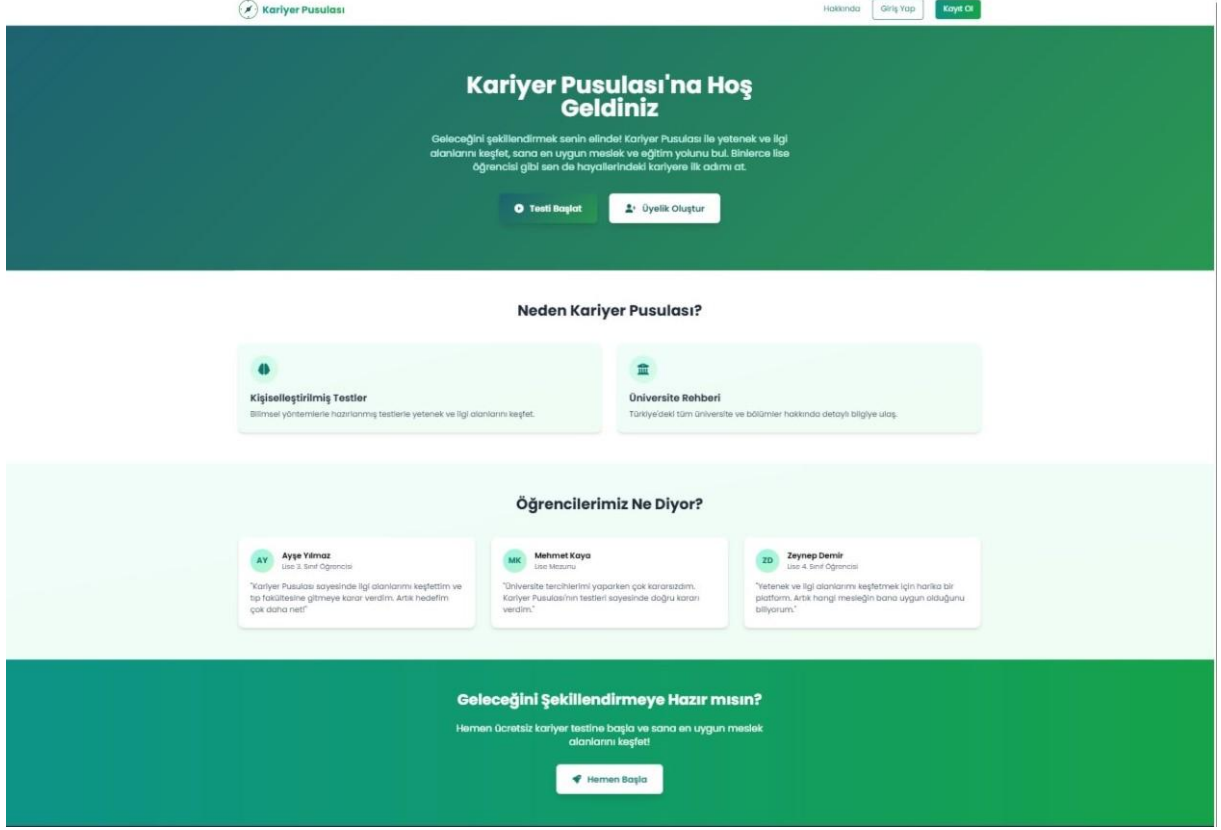 Kariyer Pusulası
Hakkında
Giriş Yap
Kayıt Ol
Kariyer Pusulası'na Hoş
Geldiniz
Geleceğini şekillendirmek senin elinde! Kariyer Pusulası ile yetenek ve ilgi
alanlarını keşfet, sana en uygun meslek ve eğitim yolunu bul. Binlerce lise
öğrencisi gibi sen de hayallerindeki kariyere ilk adımı at.
Testi Başlat
Üyelik Oluştur
Neden Kariyer Pusulası?
Kişiselleştirilmiş Testler
Bilimsel yöntemlerle hazırlanmış testlerle yetenek ve ilgi alanlarını keşfet.
Üniversite Rehberi
Türkiye'deki tüm üniversite ve bölümler hakkında detaylı bilgiye ulaş.
Öğrencilerimiz Ne Diyor?
AY
Ayşe Yılmaz
Lise 3. Sınıf Öğrencisi
"Kariyer Pusulası sayesinde ilgi alanlarımı keşfettim ve
tıp fakültesine gitmeye karar verdim. Artık hedefim
çok daha net!"
MK
Mehmet Kaya
Lise Mezunu
"Üniversite tercihlerimi yaparken çok kararsızdım.
Kariyer Pusulası'nın testleri sayesinde doğru kararı
verdim."
ZD
Zeynep Demir
Lise 4. Sınıf Öğrencisi
"Yetenek ve ilgi alanlarımı keşfetmek için harika bir
platform. Artık hangi mesleğin bana uygun olduğunu
biliyorum."
Geleceğini Şekillendirmeye Hazır mısın?
Hemen ücretsiz kariyer testine başla ve sana en uygun meslek
alanlarını keşfet!
Hemen Başla